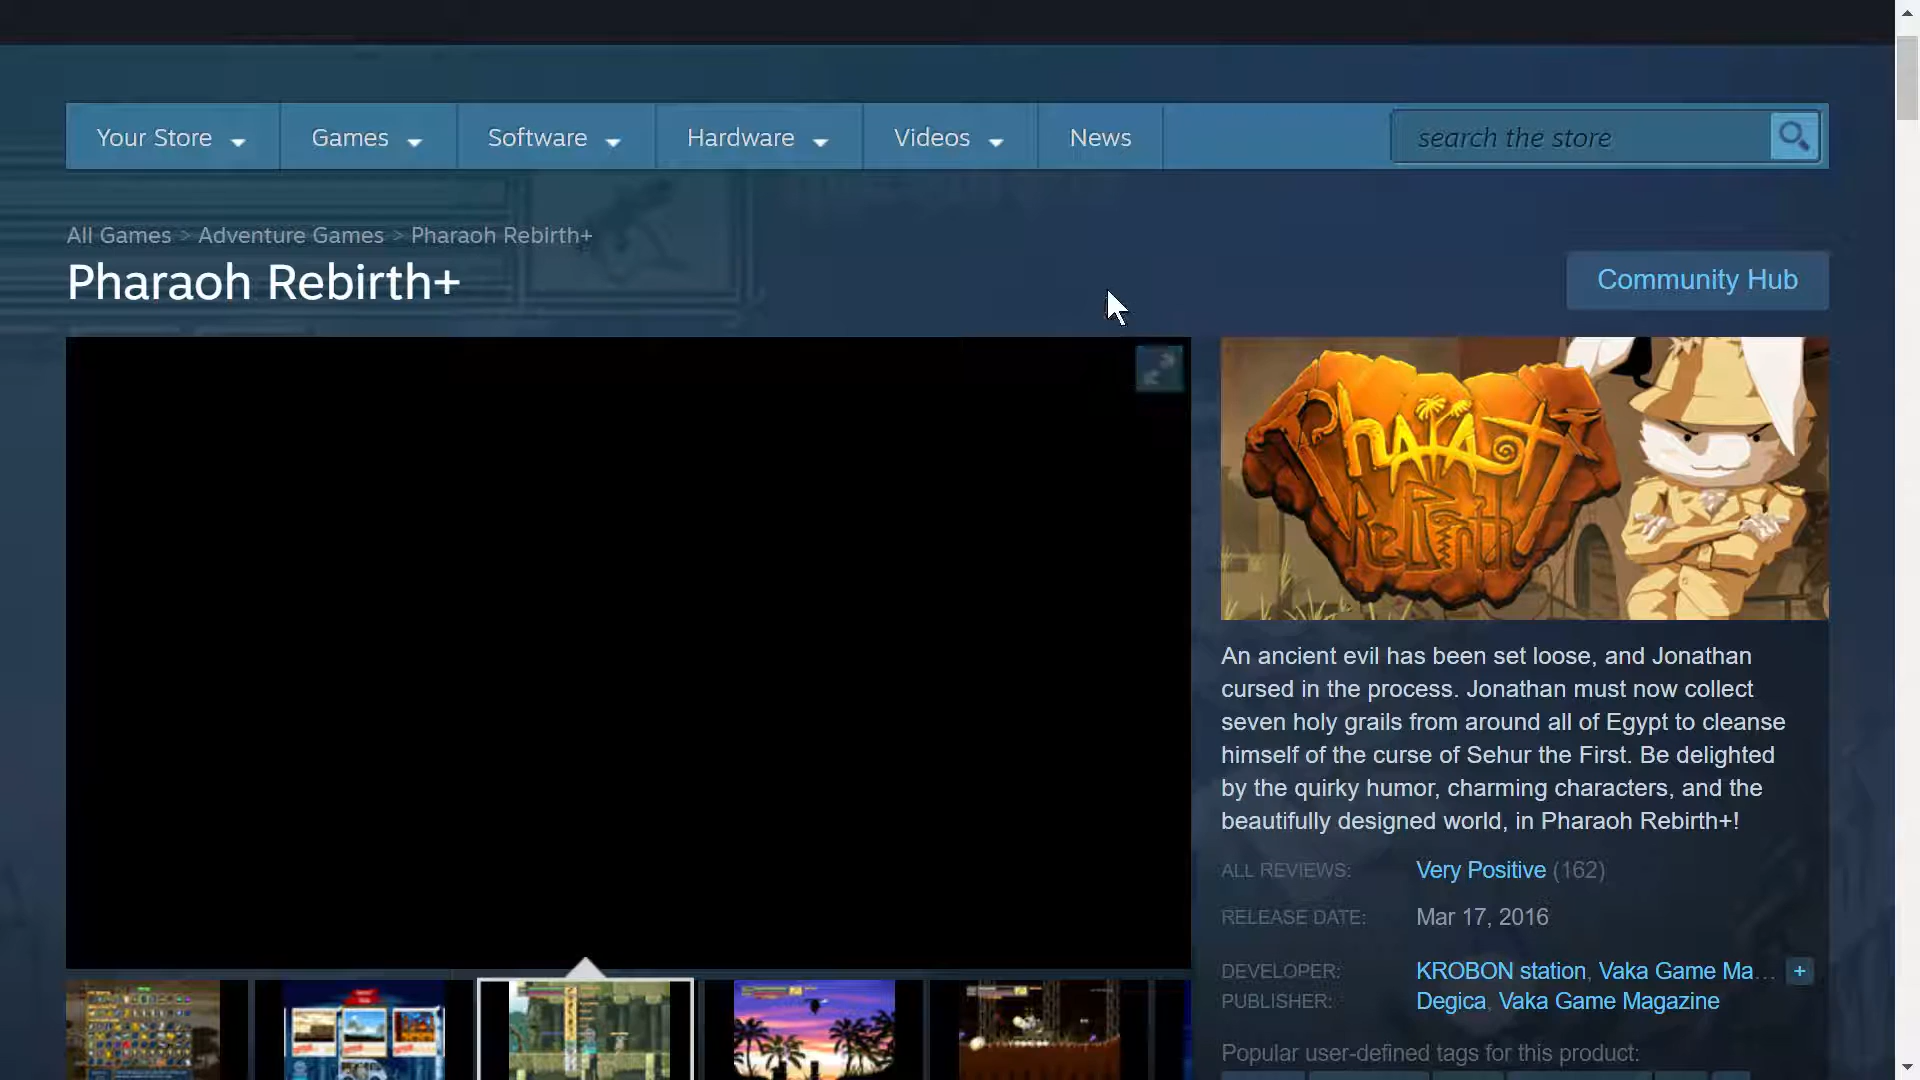 Your Store
Games
Software
Hardware
Videos
News
search the store
All Games > Adventure Games > Pharaoh Rebirth+
Pharaoh Rebirth+
Community Hub
Pharaoh
Rebirth
An ancient evil has been set loose, and Jonathan
cursed in the process. Jonathan must now collect
seven holy grails from around all of Egypt to cleanse
himself of the curse of Sehur the First. Be delighted
by the quirky humor, charming characters, and the
beautifully designed world, in Pharaoh Rebirth+!
ALL REVIEWS: Very Positive (162)
RELEASE DATE: Mar 17, 2016
DEVELOPER: KROBON station, Vaka Game Ma... +
PUBLISHER: Degica, Vaka Game Magazine
Popular user-defined tags for this product: